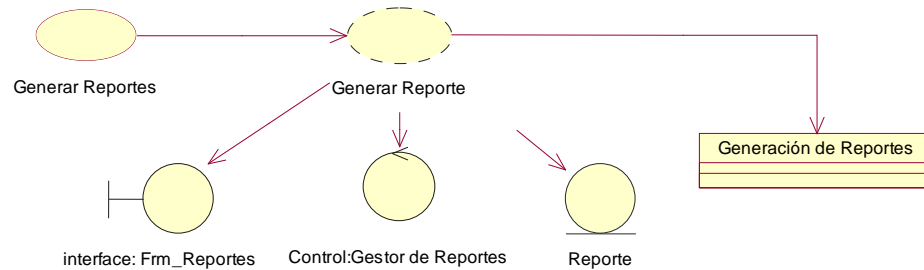 Generar Reportes
Generar Reporte
Generación de Reportes
interface: Frm_Reportes
Control:Gestor de Reportes
Reporte